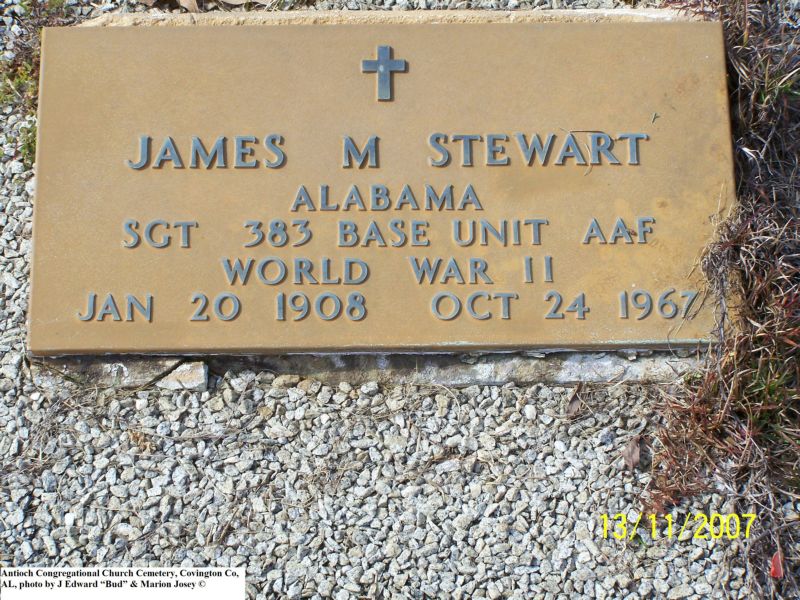 JAMES M STEWART
ALABAMA
SGT 383 BASE UNIT AAF
WORLD WAR II
JAN 20 1908 OCT 24 1967
13/11/2007
Antioch Congregational Church Cemetery, Covington Co,
AL, photo by J Edward “Bud” & Marion Josey ©